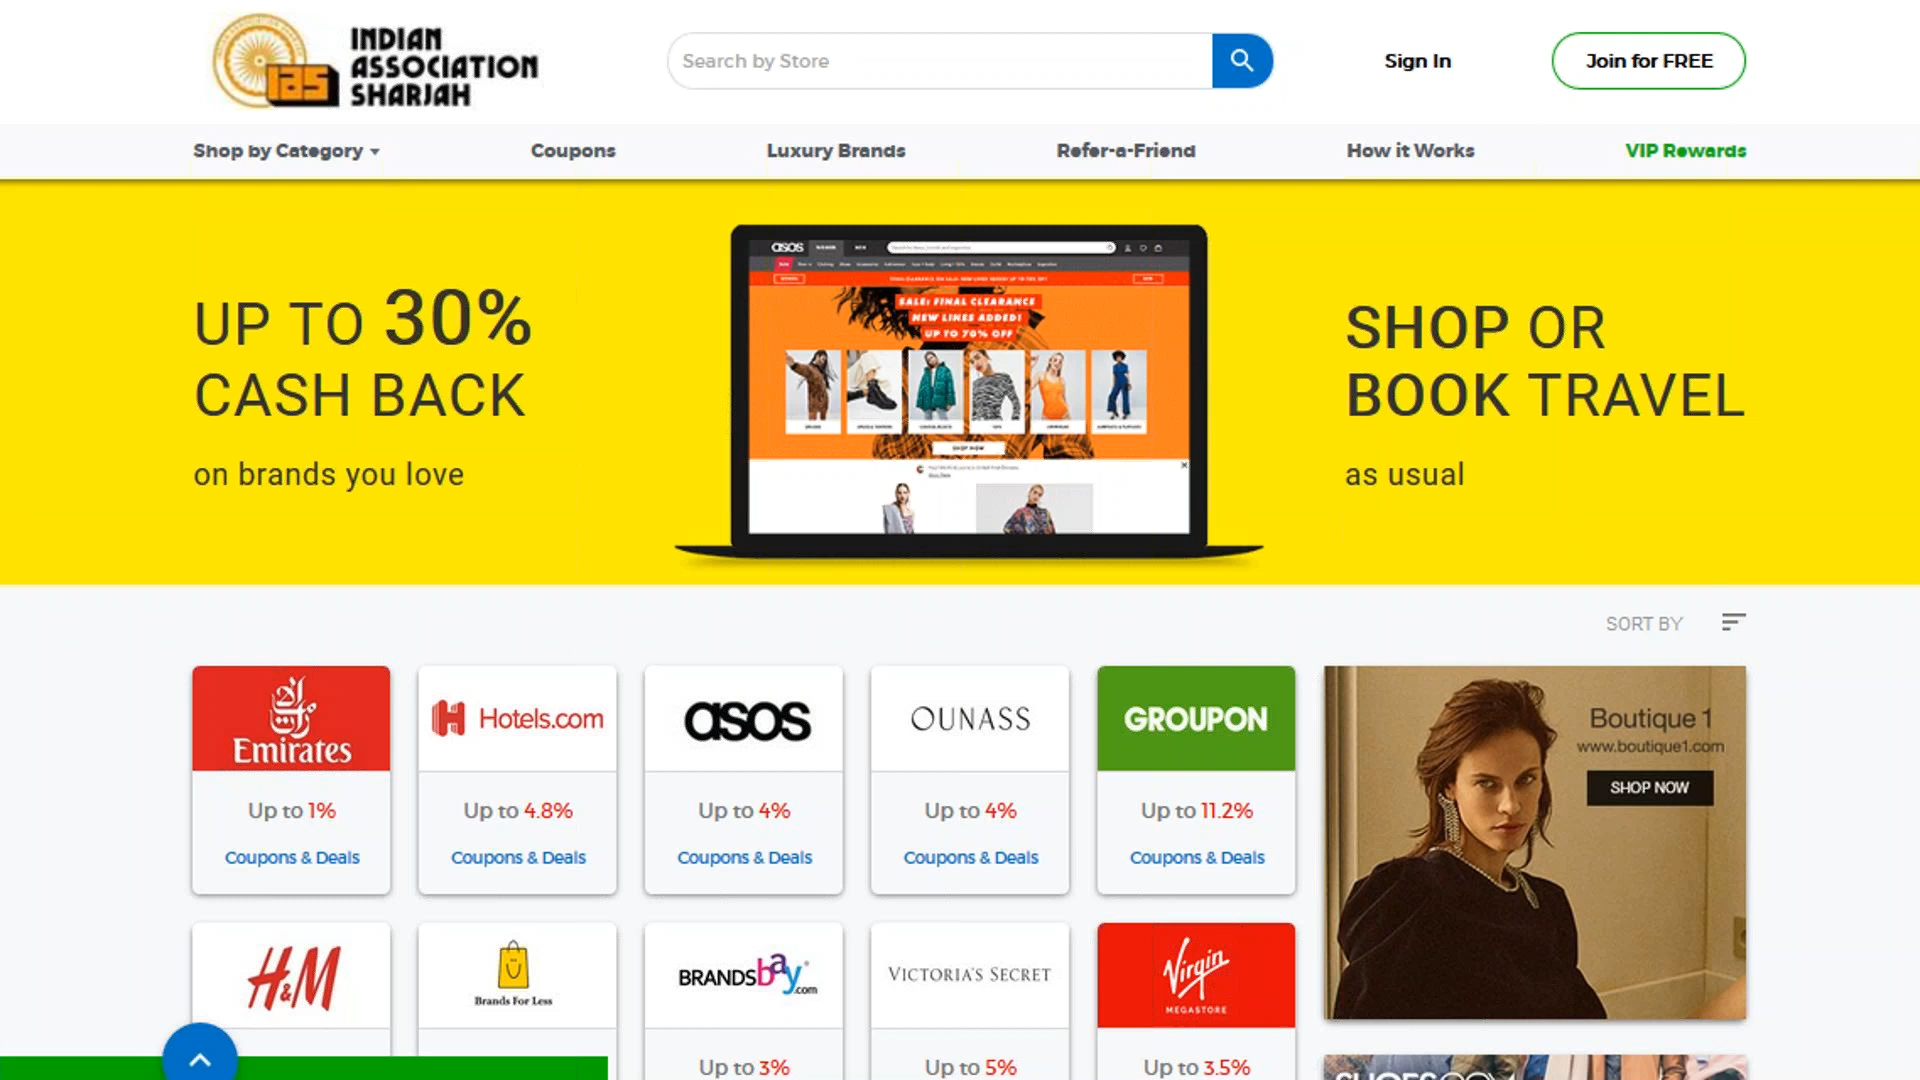 ias
INDIAN
ASSOCIATION
SHARJAH
Search by Store
Sign In
Join for FREE
Shop by Category
Coupons
Luxury Brands
Refer-a-Friend
How it Works
VIP Rewards
UP TO 30%
CASH BACK
on brands you love
asos
SALE: FINAL CLEARANCE
NEW LINES ADDED!
UP TO 70% OFF
SHOP NOW
SHOP OR
BOOK TRAVEL
as usual
SORT BY
Emirates
Up to 1%
Coupons & Deals
Hotels.com
Up to 4.8%
Coupons & Deals
asos
Up to 4%
Coupons & Deals
OUNASS
Up to 4%
Coupons & Deals
GROUPON
Up to 11.2%
Coupons & Deals
Boutique 1
www.boutique1.com
SHOP NOW
H&M
Brands For Less
BRANDSbay.com
Up to 3%
VICTORIA'S SECRET
Up to 5%
Virgin
MEGASTORE
Up to 3.5%